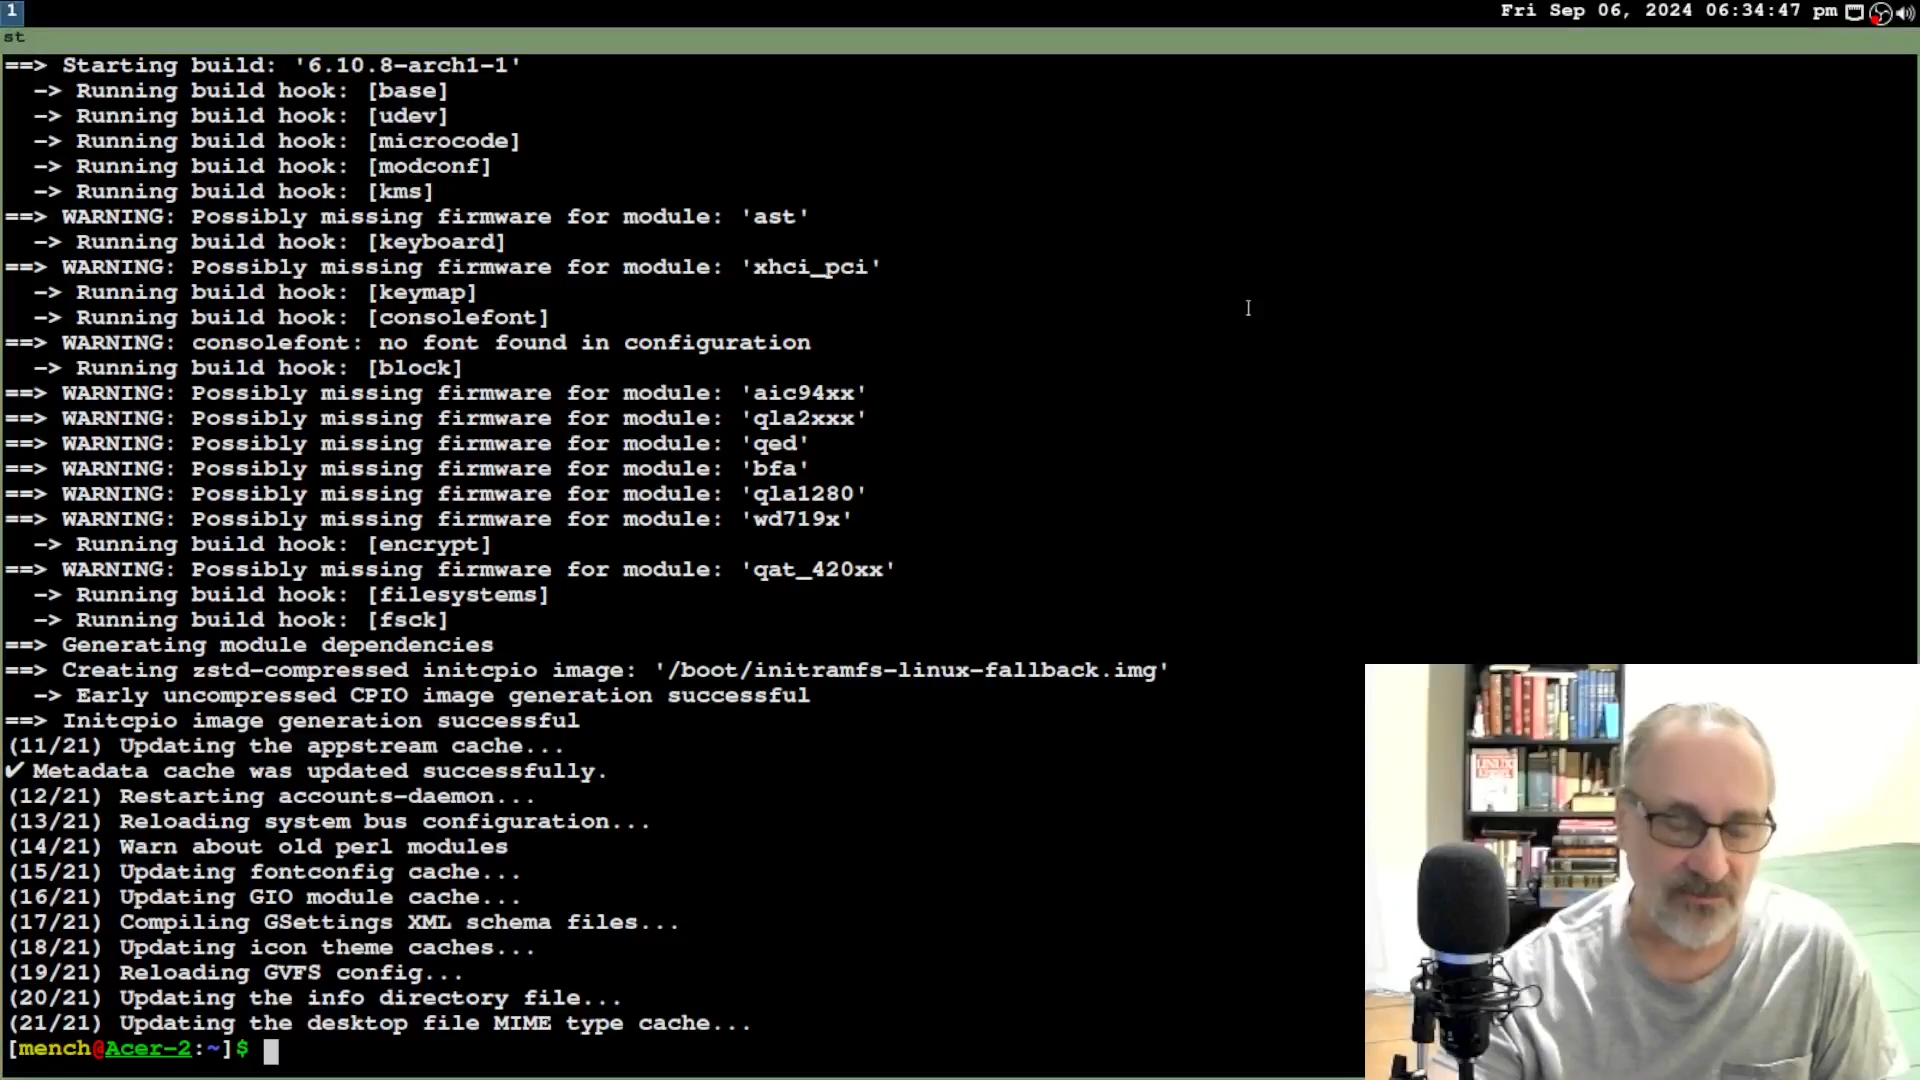 1
Fri Sep 06, 2024 06:34:47 pm
st
==> Starting build: '6.10.8-arch1-1'
-> Running build hook: [base]
-> Running build hook: [udev]
-> Running build hook: [microcode]
-> Running build hook: [modconf]
-> Running build hook: [kms]
==> WARNING: Possibly missing firmware for module: 'ast'
-> Running build hook: [keyboard]
==> WARNING: Possibly missing firmware for module: 'xhci_pci'
-> Running build hook: [keymap]
-> Running build hook: [consolefont]
==> WARNING: consolefont: no font found in configuration
-> Running build hook: [block]
==> WARNING: Possibly missing firmware for module: 'aic94xx'
==> WARNING: Possibly missing firmware for module: 'qla2xxx'
==> WARNING: Possibly missing firmware for module: 'qed'
==> WARNING: Possibly missing firmware for module: 'bfa'
==> WARNING: Possibly missing firmware for module: 'qla1280'
==> WARNING: Possibly missing firmware for module: 'wd719x'
-> Running build hook: [encrypt]
==> WARNING: Possibly missing firmware for module: 'qat_420xx'
-> Running build hook: [filesystems]
-> Running build hook: [fsck]
==> Generating module dependencies
==> Creating zstd-compressed initcpio image: '/boot/initramfs-linux-fallback.img'
-> Early uncompressed CPIO image generation successful
==> Initcpio image generation successful
(11/21) Updating the appstream cache...
✔ Metadata cache was updated successfully.
(12/21) Restarting accounts-daemon...
(13/21) Reloading system bus configuration...
(14/21) Warn about old perl modules
(15/21) Updating fontconfig cache...
(16/21) Updating GIO module cache...
(17/21) Compiling GSettings XML schema files...
(18/21) Updating icon theme caches...
(19/21) Reloading GVFS config...
(20/21) Updating the info directory file...
(21/21) Updating the desktop file MIME type cache...
[mench@Acer-2:~]$
LINUX